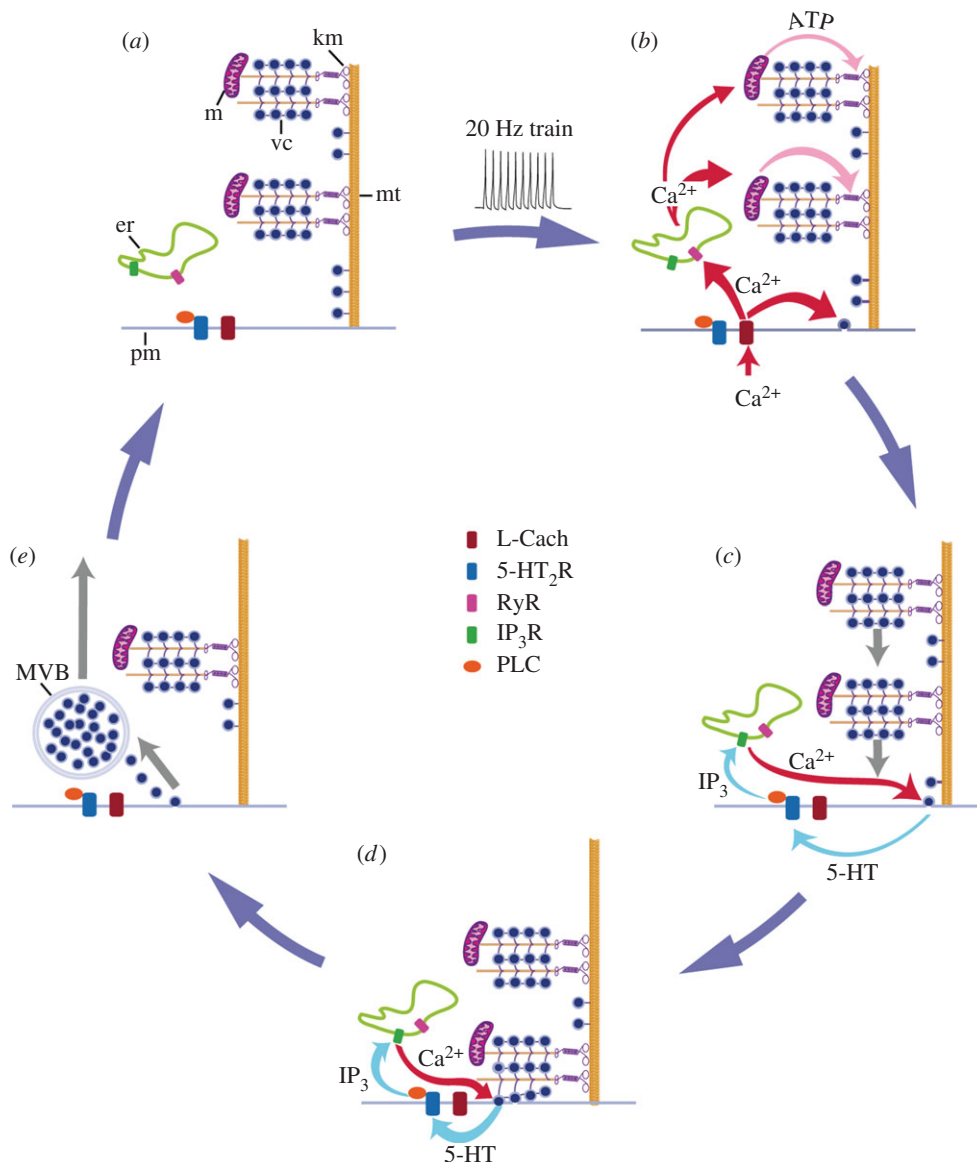 (a)
km
m
vc
mt
er
pm
20 Hz train
(b)
ATP
Ca2+
Ca2+
Ca2+
(c)
Ca2+
IP3
5-HT
(d)
Ca2+
IP3
5-HT
(e)
MVB
L-Cach
5-HT2R
RyR
IP3R
PLC